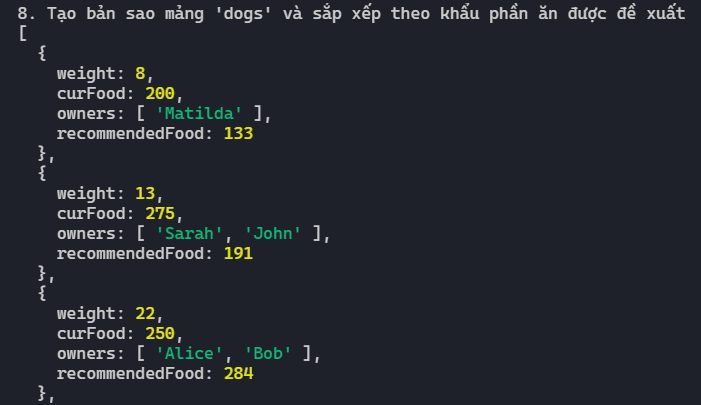 8. Tạo bản sao mảng 'dogs' và sắp xếp theo khẩu phần ăn được đề xuất
[
  {
    weight: 8,
    curFood: 200,
    owners: [ 'Matilda' ],
    recommendedFood: 133
  },
  {
    weight: 13,
    curFood: 275,
    owners: [ 'Sarah', 'John' ],
    recommendedFood: 191
  },
  {
    weight: 22,
    curFood: 250,
    owners: [ 'Alice', 'Bob' ],
    recommendedFood: 284
  },